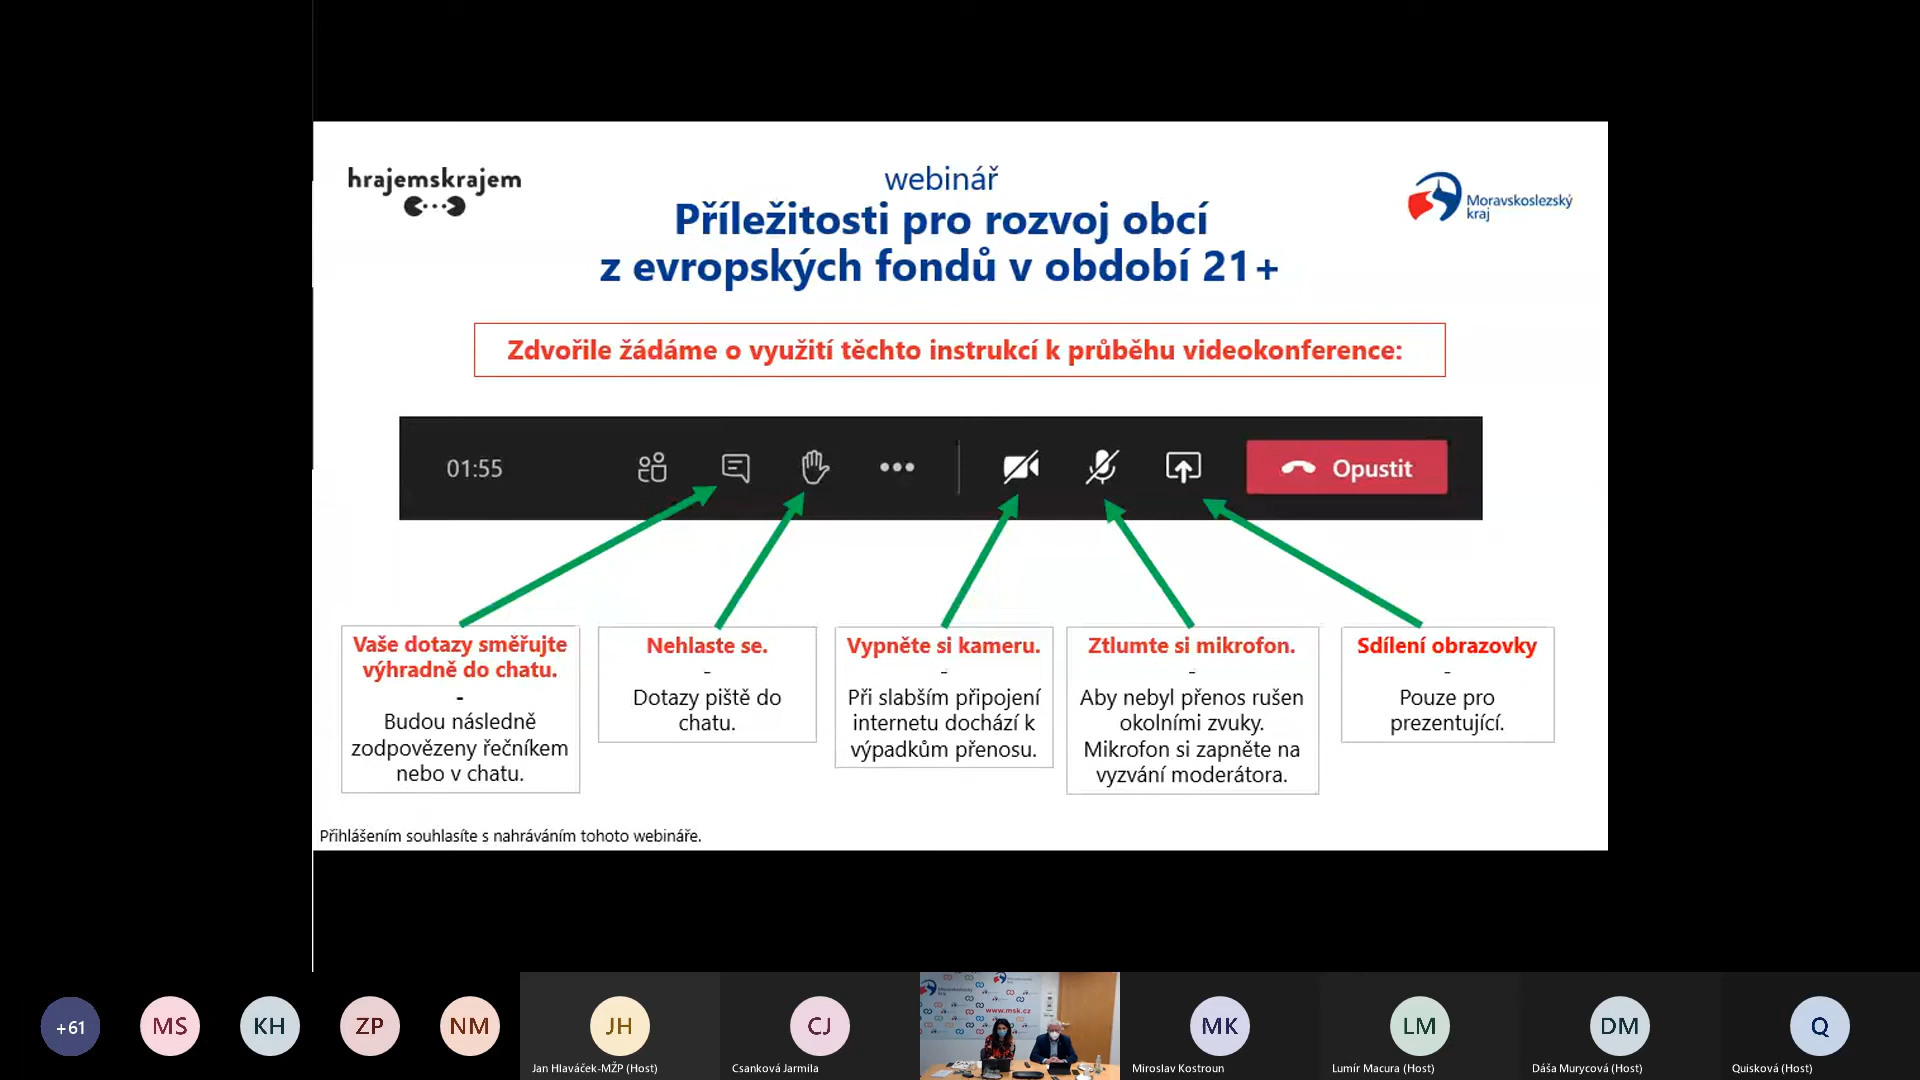 hrajemskrajem
webinář
Příležitosti pro rozvoj obcí
z evropských fondů v období 21+
Moravskoslezský
kraj
Zdvořile žádáme o využití těchto instrukcí k průběhu videokonference:
01:55
Opustit
Vaše dotazy směřujte
výhradně do chatu.
-
Budou následně
zodpovězeny řečníkem
nebo v chatu.
Nehlaste se.
-
Dotazy piště do
chatu.
Vypněte si kameru.
-
Při slabším připojení
internetu dochází k
výpadkům přenosu.
Ztlumte si mikrofon.
-
Aby nebyl přenos rušen
okolními zvuky.
Mikrofon si zapněte na
vyzvání moderátora.
Sdílení obrazovky
-
Pouze pro
prezentující.
Přihlášením souhlasíte s nahráváním tohoto webináře.
+61
MS
KH
ZP
NM
JH
Jan Hlaváček-MŽP (Host)
CJ
Csanková Jarmila
Moravskoslezský
kraj
www.msk.cz
MK
Miroslav Kostroun
LM
Lumír Macura (Host)
DM
Dáša Murycová (Host)
Q
Quisková (Host)